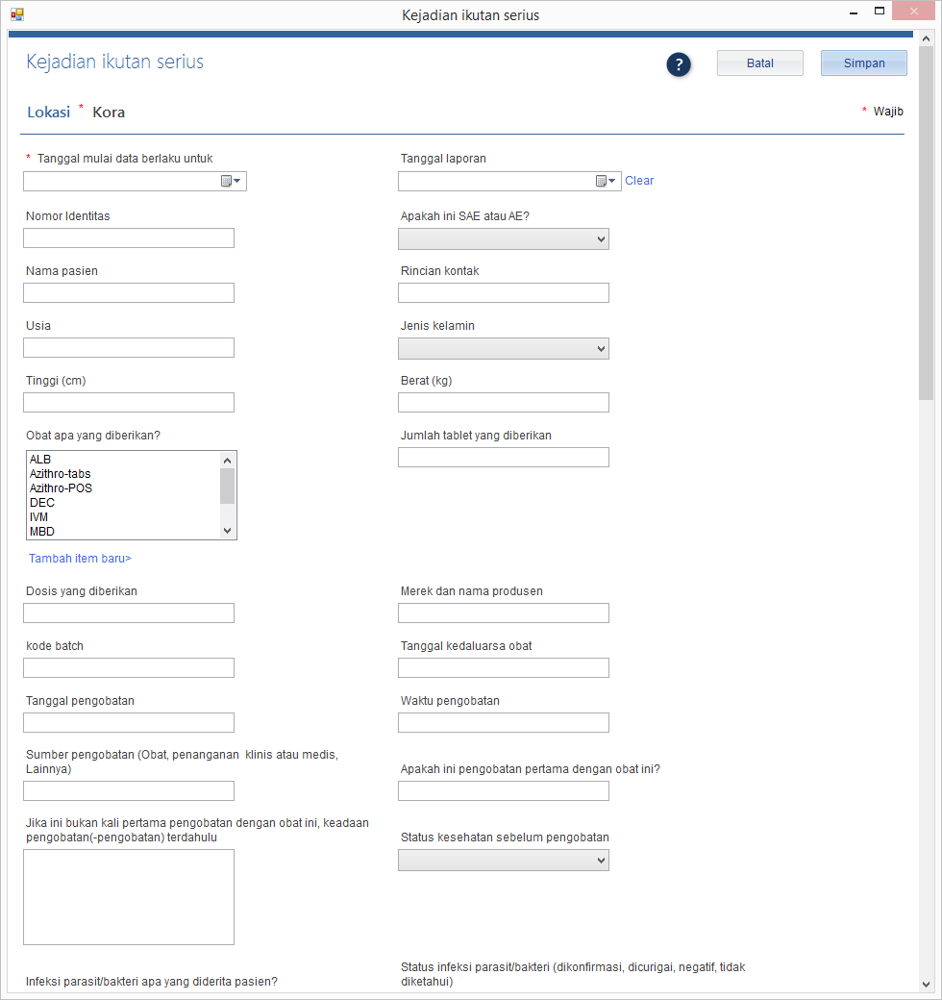 Kejadian ikutan serius
Kejadian ikutan serius
?
Batal
Simpan
Lokasi * Kora
* Wajib
* Tanggal mulai data berlaku untuk
Tanggal laporan
Clear
Nomor Identitas
Apakah ini SAE atau AE?
Nama pasien
Rincian kontak
Usia
Jenis kelamin
Tinggi (cm)
Berat (kg)
Obat apa yang diberikan?
Jumlah tablet yang diberikan
ALB
Azithro-tabs
Azithro-POS
DEC
IVM
MBD
Tambah item baru>
Dosis yang diberikan
Merek dan nama produsen
kode batch
Tanggal kedaluarsa obat
Tanggal pengobatan
Waktu pengobatan
Sumber pengobatan (Obat, penanganan  klinis atau medis,
Lainnya)
Apakah ini pengobatan pertama dengan obat ini?
Jika ini bukan kali pertama pengobatan dengan obat ini, keadaan
pengobatan(-pengobatan) terdahulu
Status kesehatan sebelum pengobatan
Infeksi parasit/bakteri apa yang diderita pasien?
Status infeksi parasit/bakteri (dikonfirmasi, dicurigai, negatif, tidak
diketahui)